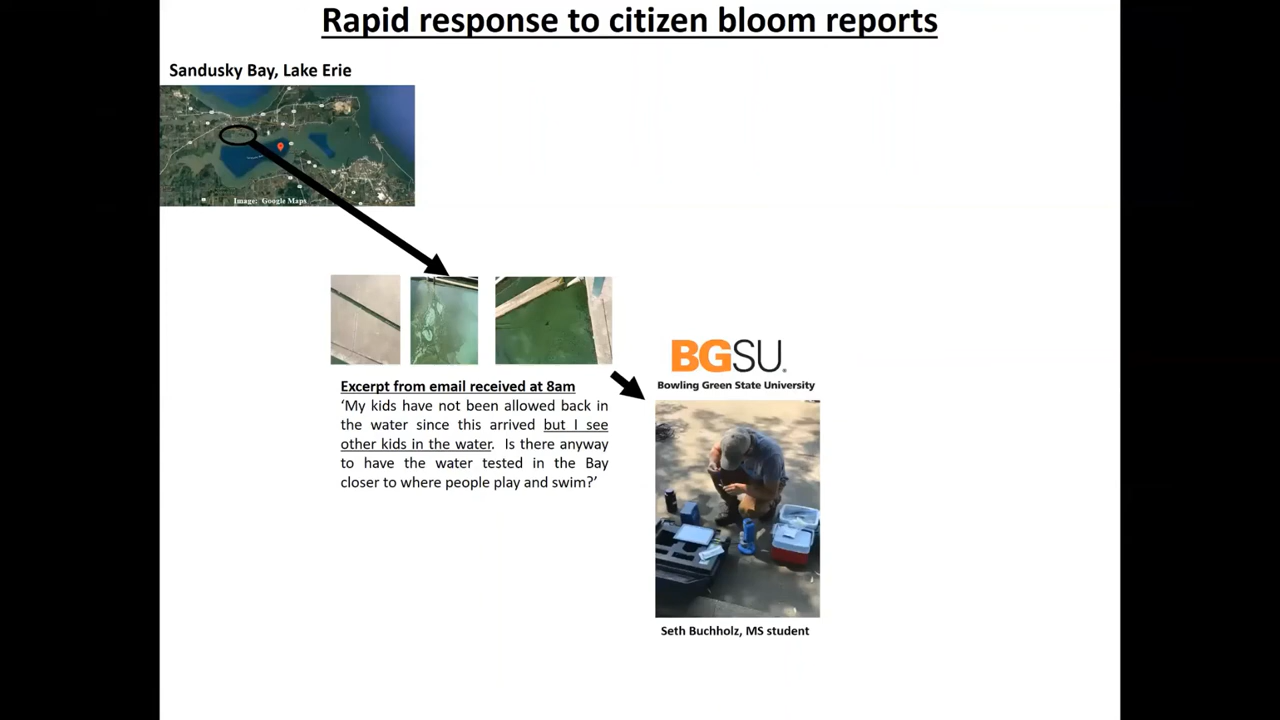 Rapid response to citizen bloom reports
Sandusky Bay, Lake Erie
Image: Google Maps
BGSU.
Bowling Green State University
Excerpt from email received at 8am
‘My kids have not been allowed back in
the water since this arrived but I see
other kids in the water. Is there anyway
to have the water tested in the Bay
closer to where people play and swim?’
Seth Buchholz, MS student